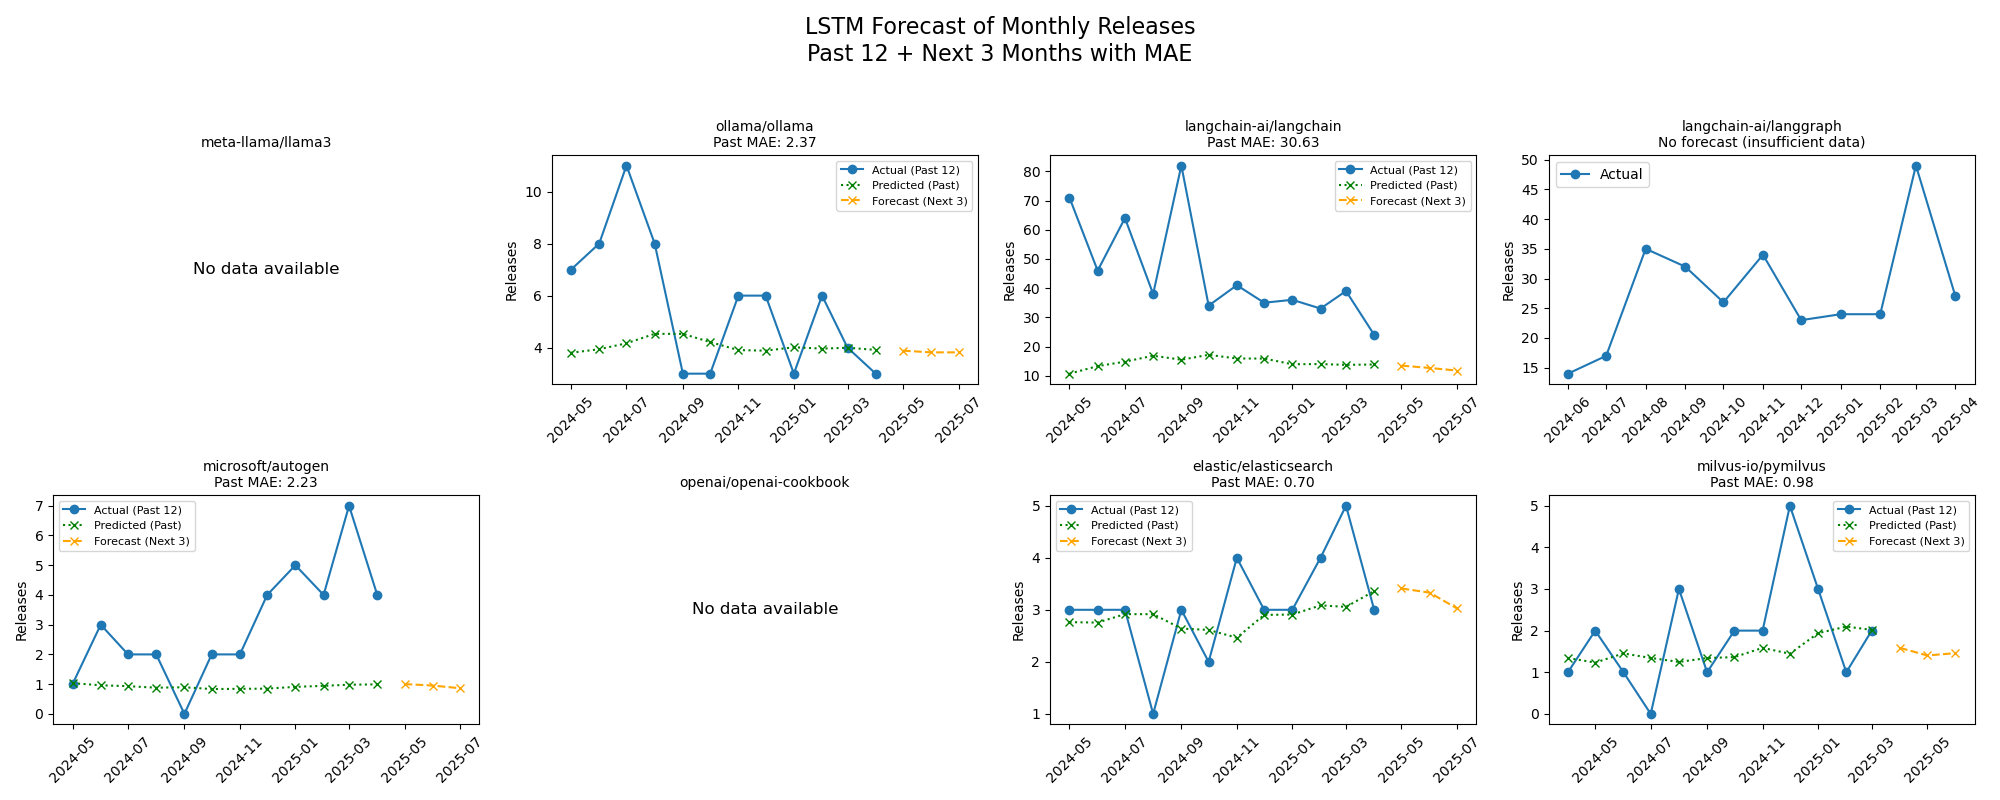 LSTM Forecast of Monthly Releases
Past 12 + Next 3 Months with MAE
meta-llama/llama3
No data available
ollama/ollama
Past MAE: 2.37
Actual (Past 12)
Predicted (Past)
Forecast (Next 3)
Releases
10
8
6
4
2024-05
2024-07
2024-09
2024-11
2025-01
2025-03
2025-05
2025-07
langchain-ai/langchain
Past MAE: 30.63
Actual (Past 12)
Predicted (Past)
Forecast (Next 3)
Releases
80
70
60
50
40
30
20
10
2024-05
2024-07
2024-09
2024-11
2025-01
2025-03
2025-05
2025-07
langchain-ai/langgraph
No forecast (insufficient data)
Actual
Releases
50
45
40
35
30
25
20
15
2024-06
2024-07
2024-08
2024-09
2024-10
2024-11
2024-12
2025-01
2025-02
2025-03
2025-04
microsoft/autogen
Past MAE: 2.23
Actual (Past 12)
Predicted (Past)
Forecast (Next 3)
Releases
7
6
5
4
3
2
1
0
2024-05
2024-07
2024-09
2024-11
2025-01
2025-03
2025-05
2025-07
openai/openai-cookbook
No data available
elastic/elasticsearch
Past MAE: 0.70
Actual (Past 12)
Predicted (Past)
Forecast (Next 3)
Releases
5
4
3
2
1
2024-05
2024-07
2024-09
2024-11
2025-01
2025-03
2025-05
2025-07
milvus-io/pymilvus
Past MAE: 0.98
Actual (Past 12)
Predicted (Past)
Forecast (Next 3)
Releases
5
4
3
2
1
0
2024-05
2024-07
2024-09
2024-11
2025-01
2025-03
2025-05